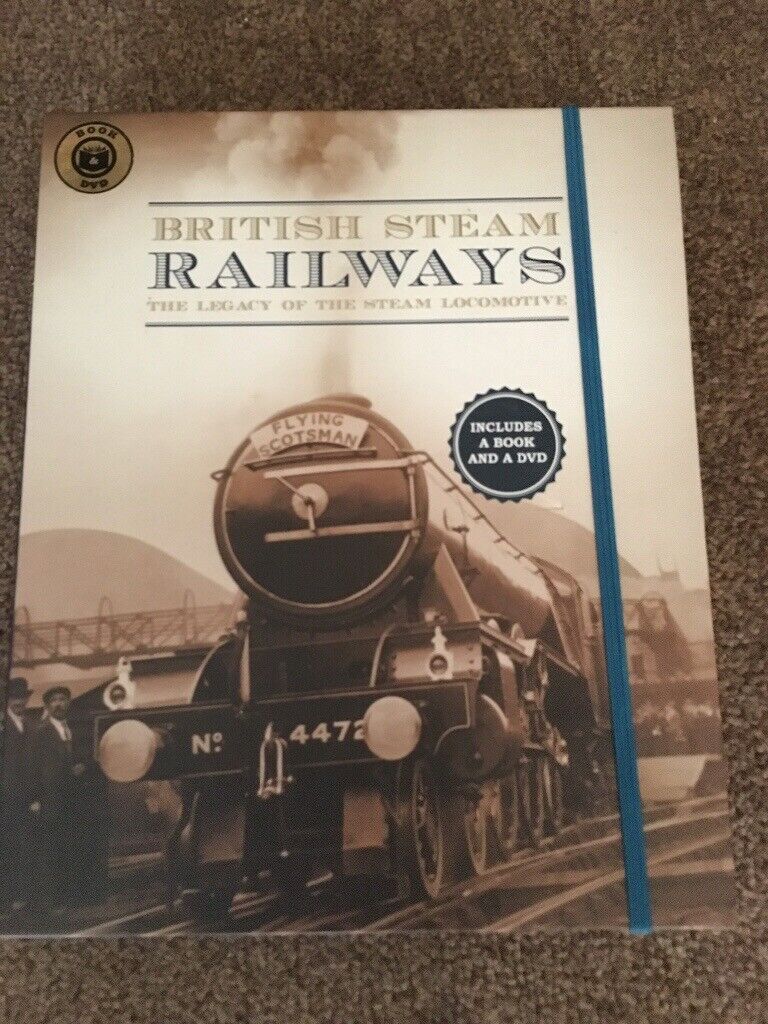 BOOK
&
DVD
BRITISH STEAM
RAILWAYS
THE LEGACY OF THE STEAM LOCOMOTIVE
FLYING
SCOTSMAN
INCLUDES
A BOOK
AND A DVD
Nº 4472